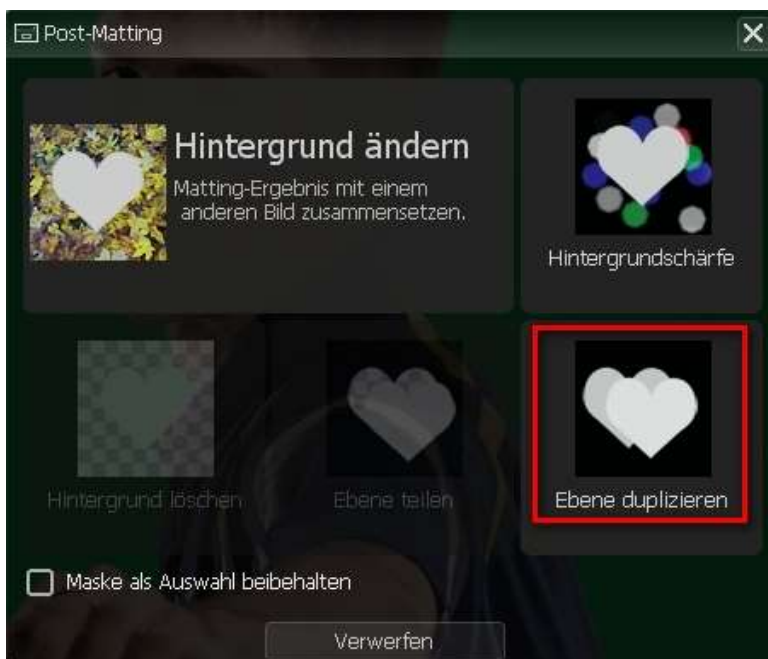 Post-Matting
Hintergrund ändern
Matting-Ergebnis mit einem
anderen Bild zusammensetzen.
Hintergrundschärfe
Hintergrund löschen
Ebene teilen
Ebene duplizieren
Maske als Auswahl beibehalten
Verwerfen